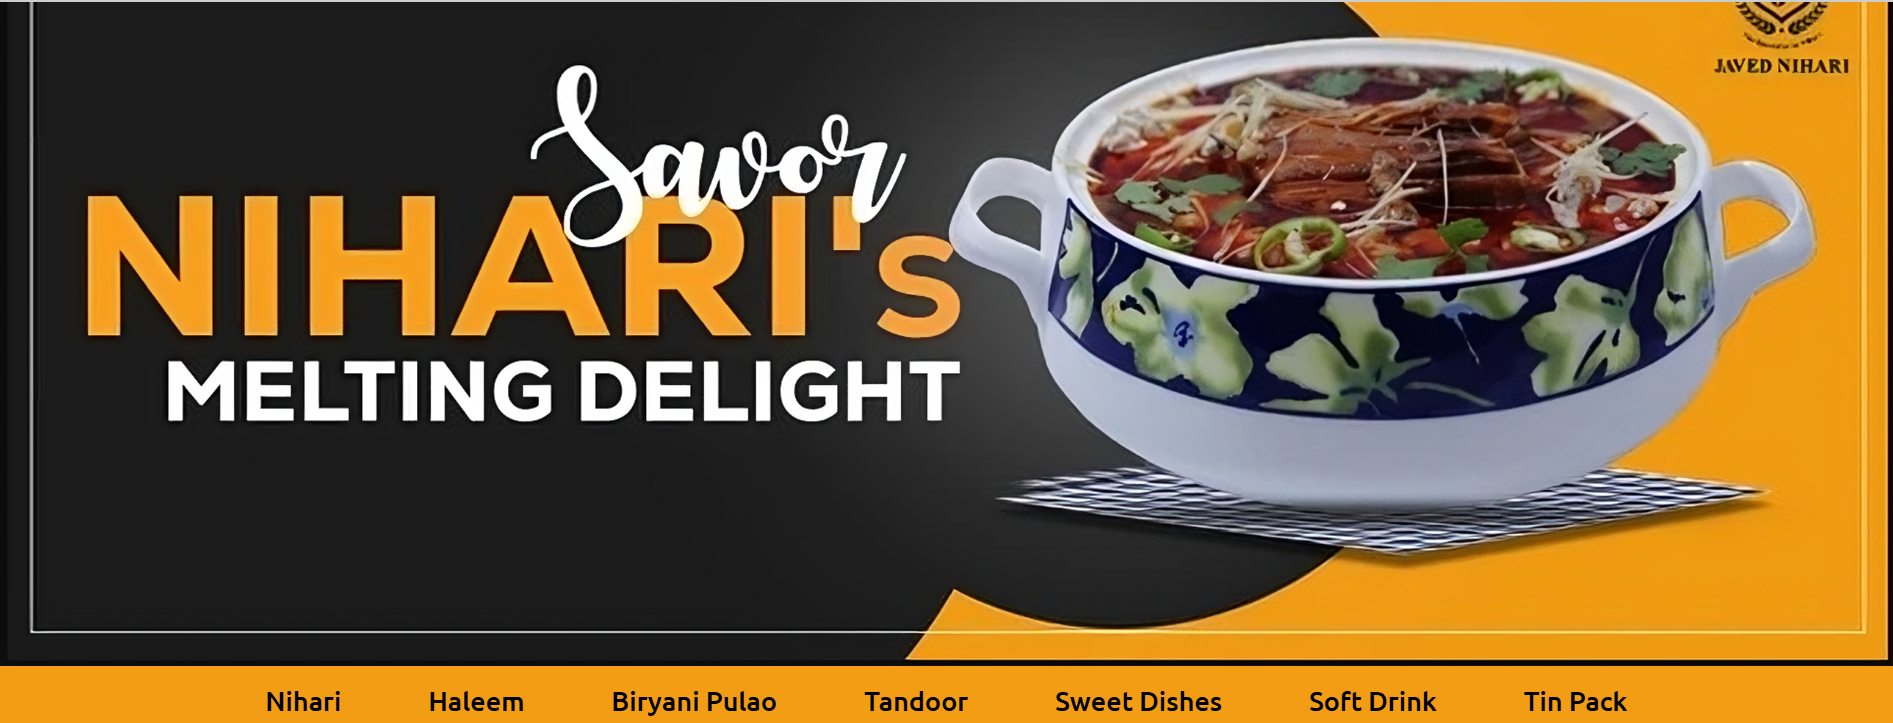 Savor
NIHARI's
MELTING DELIGHT
JAVED NIHARI
Nihari
Haleem
Biryani Pulao
Tandoor
Sweet Dishes
Soft Drink
Tin Pack